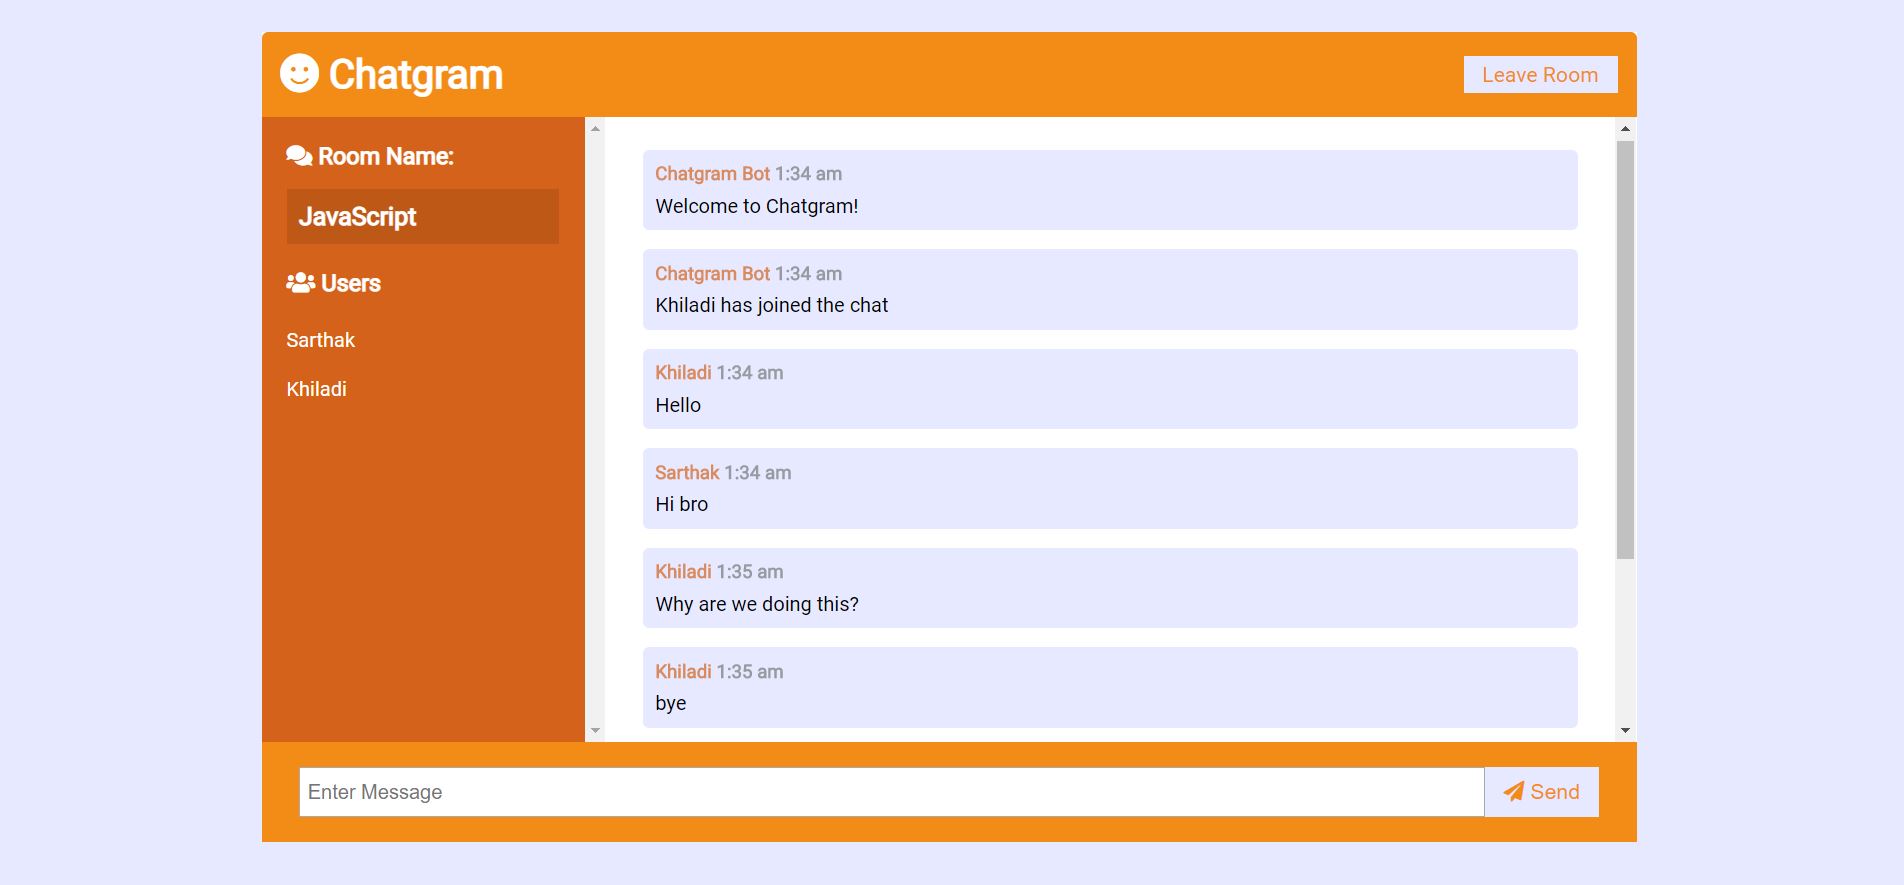 Chatgram
Leave Room
Room Name:
JavaScript
Users
Sarthak
Khiladi
Chatgram Bot 1:34 am
Welcome to Chatgram!
Chatgram Bot 1:34 am
Khiladi has joined the chat
Khiladi 1:34 am
Hello
Sarthak 1:34 am
Hi bro
Khiladi 1:35 am
Why are we doing this?
Khiladi 1:35 am
bye
Enter Message
Send